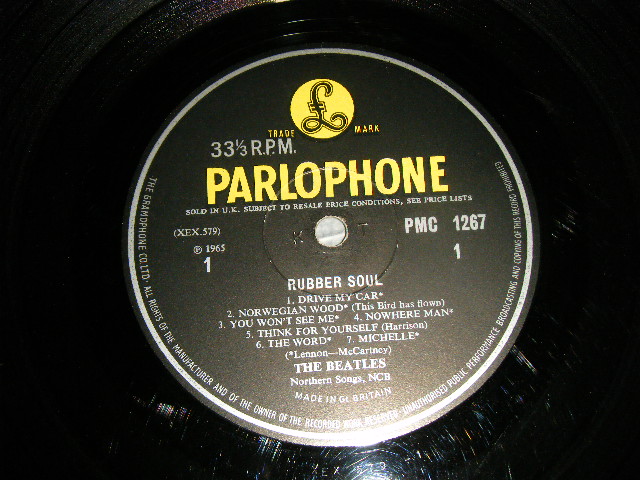 £
TRADE MARK
33⅓ R.P.M.
PARLOPHONE
SOLD IN U.K. SUBJECT TO RESALE PRICE CONDITIONS, SEE PRICE LISTS
(XEX.579)
K T
PMC 1267
℗ 1965
1
1
RUBBER SOUL
1. DRIVE MY CAR*
2. NORWEGIAN WOOD* (This Bird has flown)
3. YOU WON'T SEE ME* 4. NOWHERE MAN*
5. THINK FOR YOURSELF (Harrison)
6. THE WORD* 7. MICHELLE*
(*Lennon—McCartney)
THE BEATLES
Northern Songs, NCB
MADE IN GT. BRITAIN
THE GRAMOPHONE CO. LTD. ALL RIGHTS OF THE MANUFACTURER AND OF THE OWNER OF THE RECORDED WORK RESERVED. UNAUTHORISED PUBLIC PERFORMANCE BROADCASTING AND COPYING OF THIS RECORD PROHIBITED